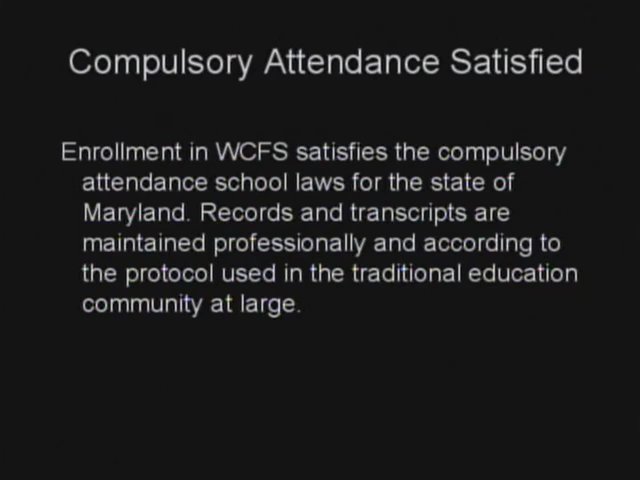 Compulsory Attendance Satisfied
Enrollment in WCFS satisfies the compulsory
attendance school laws for the state of
Maryland. Records and transcripts are
maintained professionally and according to
the protocol used in the traditional education
community at large.